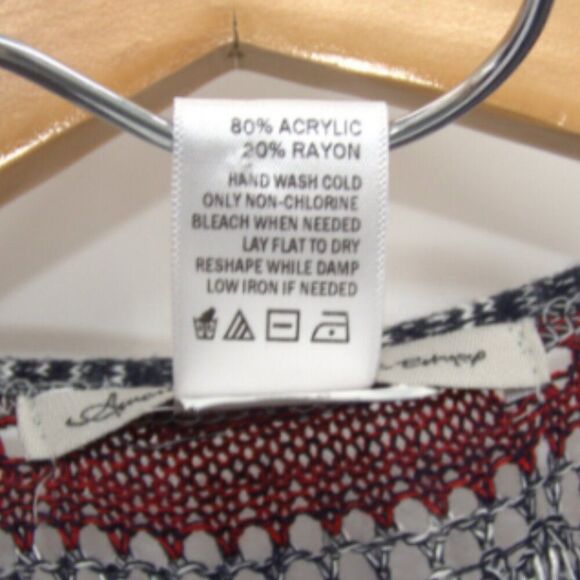 80% ACRYLIC
20% RAYON
HAND WASH COLD
ONLY NON-CHLORINE
BLEACH WHEN NEEDED
LAY FLAT TO DRY
RESHAPE WHILE DAMP
LOW IRON IF NEEDED